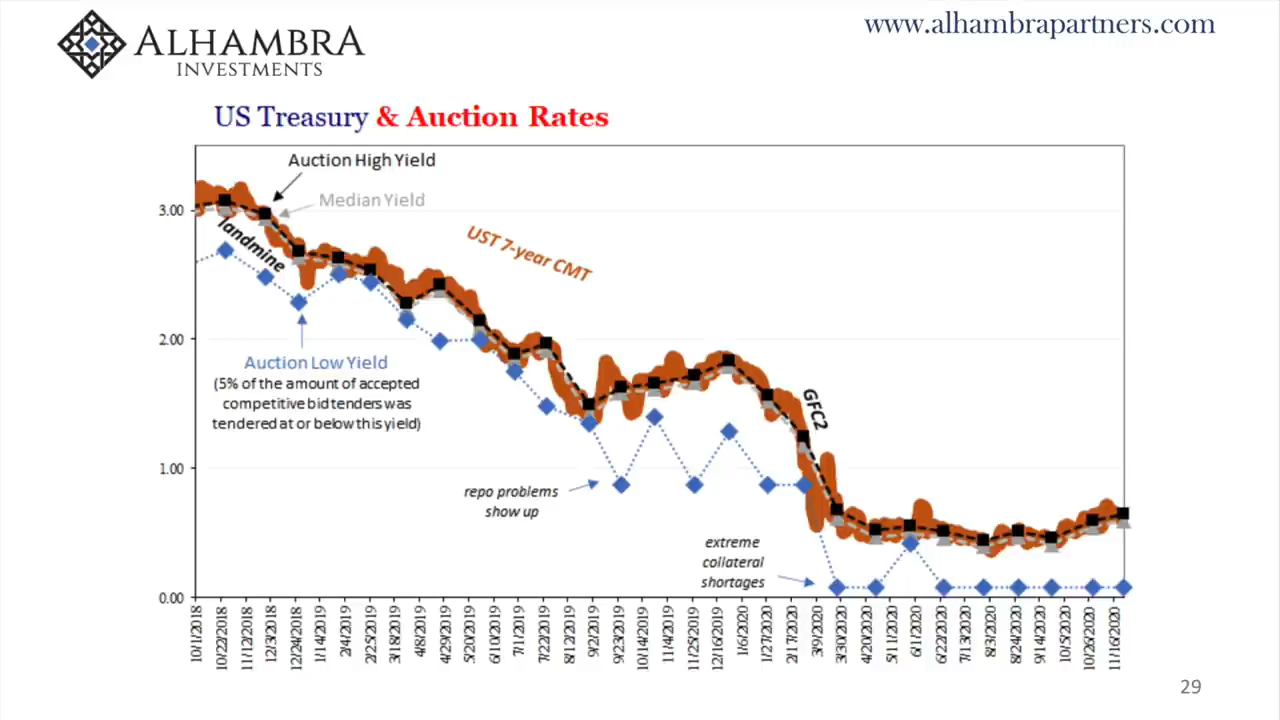 ALHAMBRA
INVESTMENTS
www.alhambrapartners.com
US Treasury & Auction Rates
Auction High Yield
Median Yield
UST 7-year CMT
landmine
Auction Low Yield
(5% of the amount of accepted
competitive bid tenders was
tendered at or below this yield)
GFC2
repo problems
show up
extreme
collateral
shortages
3.00
2.00
1.00
0.00
10/1/2018
10/22/2018
11/12/2018
12/3/2018
12/24/2018
1/14/2019
2/4/2019
2/25/2019
3/18/2019
4/8/2019
4/29/2019
5/20/2019
6/10/2019
7/1/2019
7/22/2019
8/12/2019
9/2/2019
9/23/2019
10/14/2019
11/4/2019
11/25/2019
12/16/2019
1/6/2020
1/27/2020
2/17/2020
3/9/2020
3/30/2020
4/20/2020
5/11/2020
6/1/2020
6/22/2020
7/13/2020
8/3/2020
8/24/2020
9/14/2020
10/5/2020
10/26/2020
11/16/2020
29